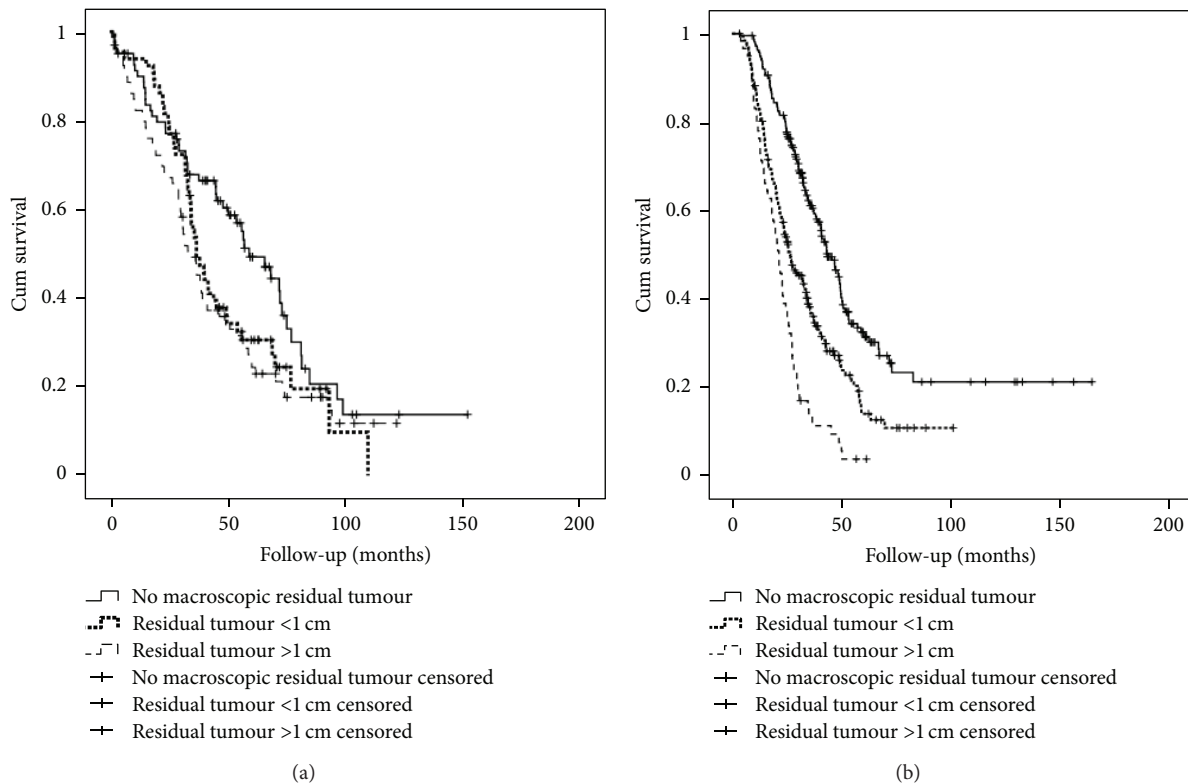 1
0.8
0.6
0.4
0.2
0
Cum survival
0 50 100 150 200
Follow-up (months)
No macroscopic residual tumour
Residual tumour <1 cm
Residual tumour >1 cm
No macroscopic residual tumour censored
Residual tumour <1 cm censored
Residual tumour >1 cm censored
(a)
1
0.8
0.6
0.4
0.2
0
Cum survival
0 50 100 150 200
Follow-up (months)
No macroscopic residual tumour
Residual tumour <1 cm
Residual tumour >1 cm
No macroscopic residual tumour censored
Residual tumour <1 cm censored
Residual tumour >1 cm censored
(b)